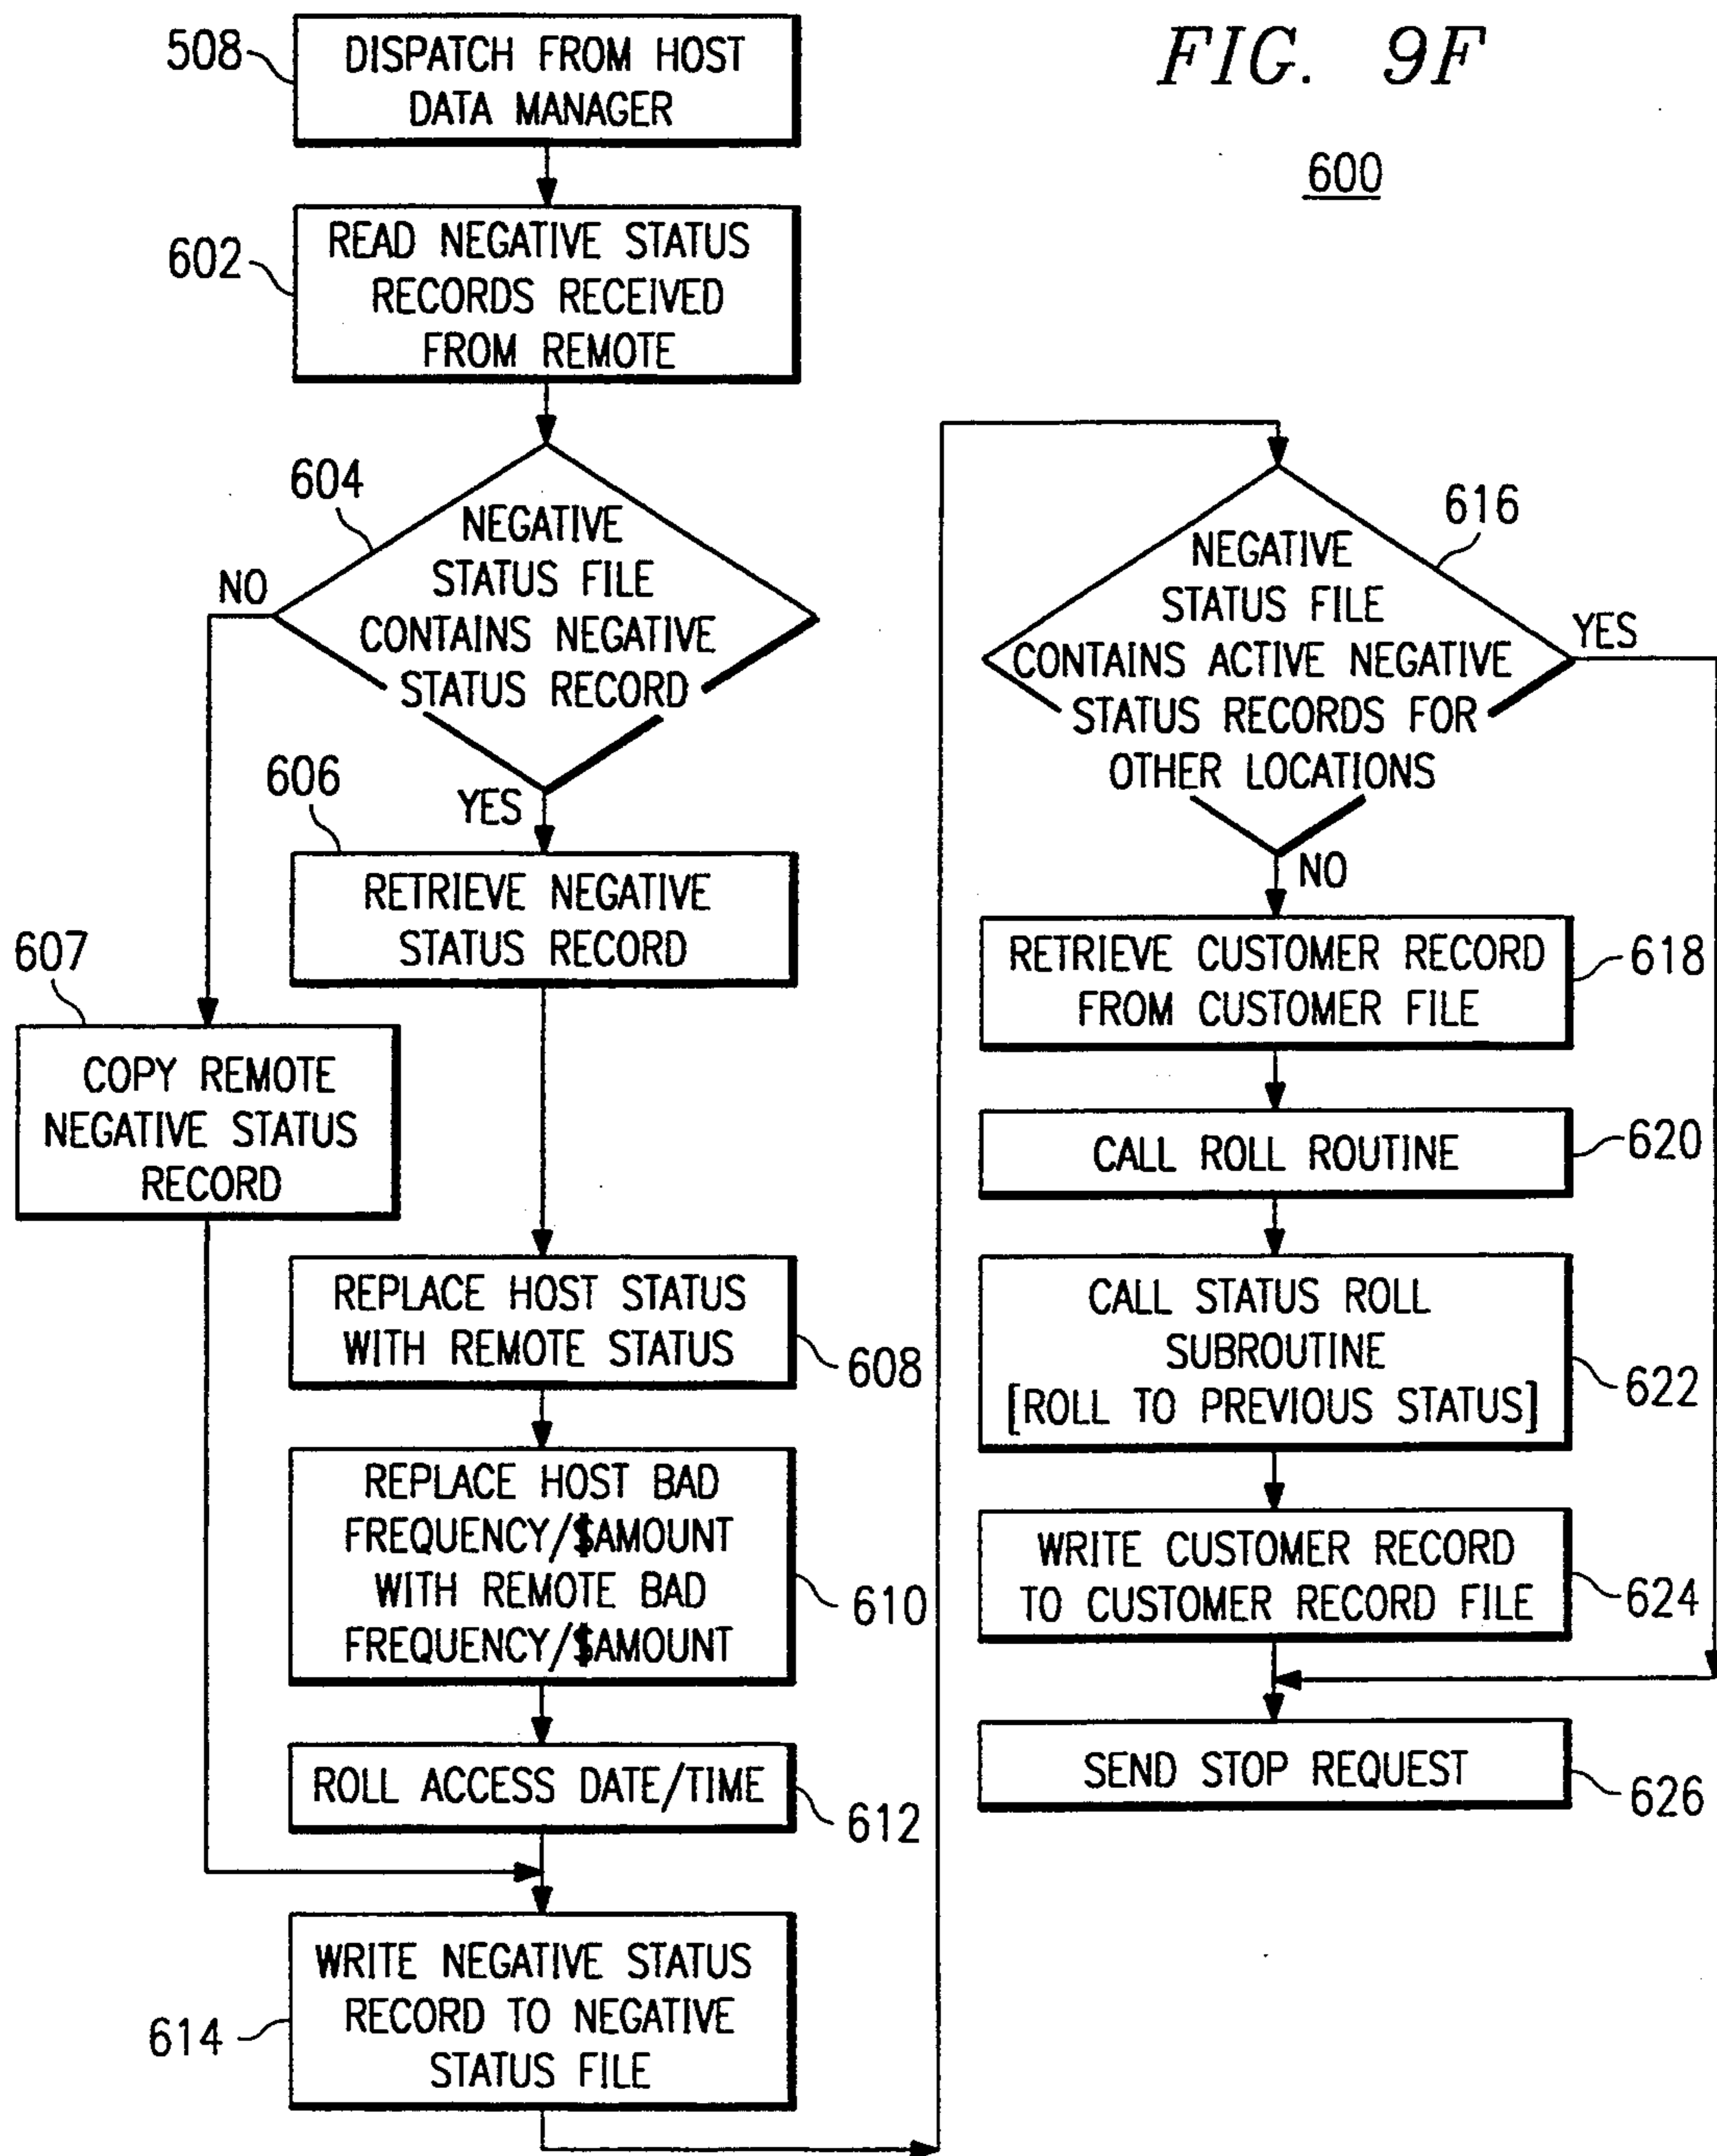 FIG. 9F
600
508
DISPATCH FROM HOST
DATA MANAGER
602
READ NEGATIVE STATUS
RECORDS RECEIVED
FROM REMOTE
604
NEGATIVE
STATUS FILE
CONTAINS NEGATIVE
STATUS RECORD
NO
YES
606
RETRIEVE NEGATIVE
STATUS RECORD
607
COPY REMOTE
NEGATIVE STATUS
RECORD
REPLACE HOST STATUS
WITH REMOTE STATUS
608
REPLACE HOST BAD
FREQUENCY/$AMOUNT
WITH REMOTE BAD
FREQUENCY/$AMOUNT
610
ROLL ACCESS DATE/TIME
612
WRITE NEGATIVE STATUS
RECORD TO NEGATIVE
STATUS FILE
614
616
NEGATIVE
STATUS FILE
CONTAINS ACTIVE NEGATIVE
STATUS RECORDS FOR
OTHER LOCATIONS
YES
NO
RETRIEVE CUSTOMER RECORD
FROM CUSTOMER FILE
618
CALL ROLL ROUTINE
620
CALL STATUS ROLL
SUBROUTINE
[ROLL TO PREVIOUS STATUS]
622
WRITE CUSTOMER RECORD
TO CUSTOMER RECORD FILE
624
SEND STOP REQUEST
626